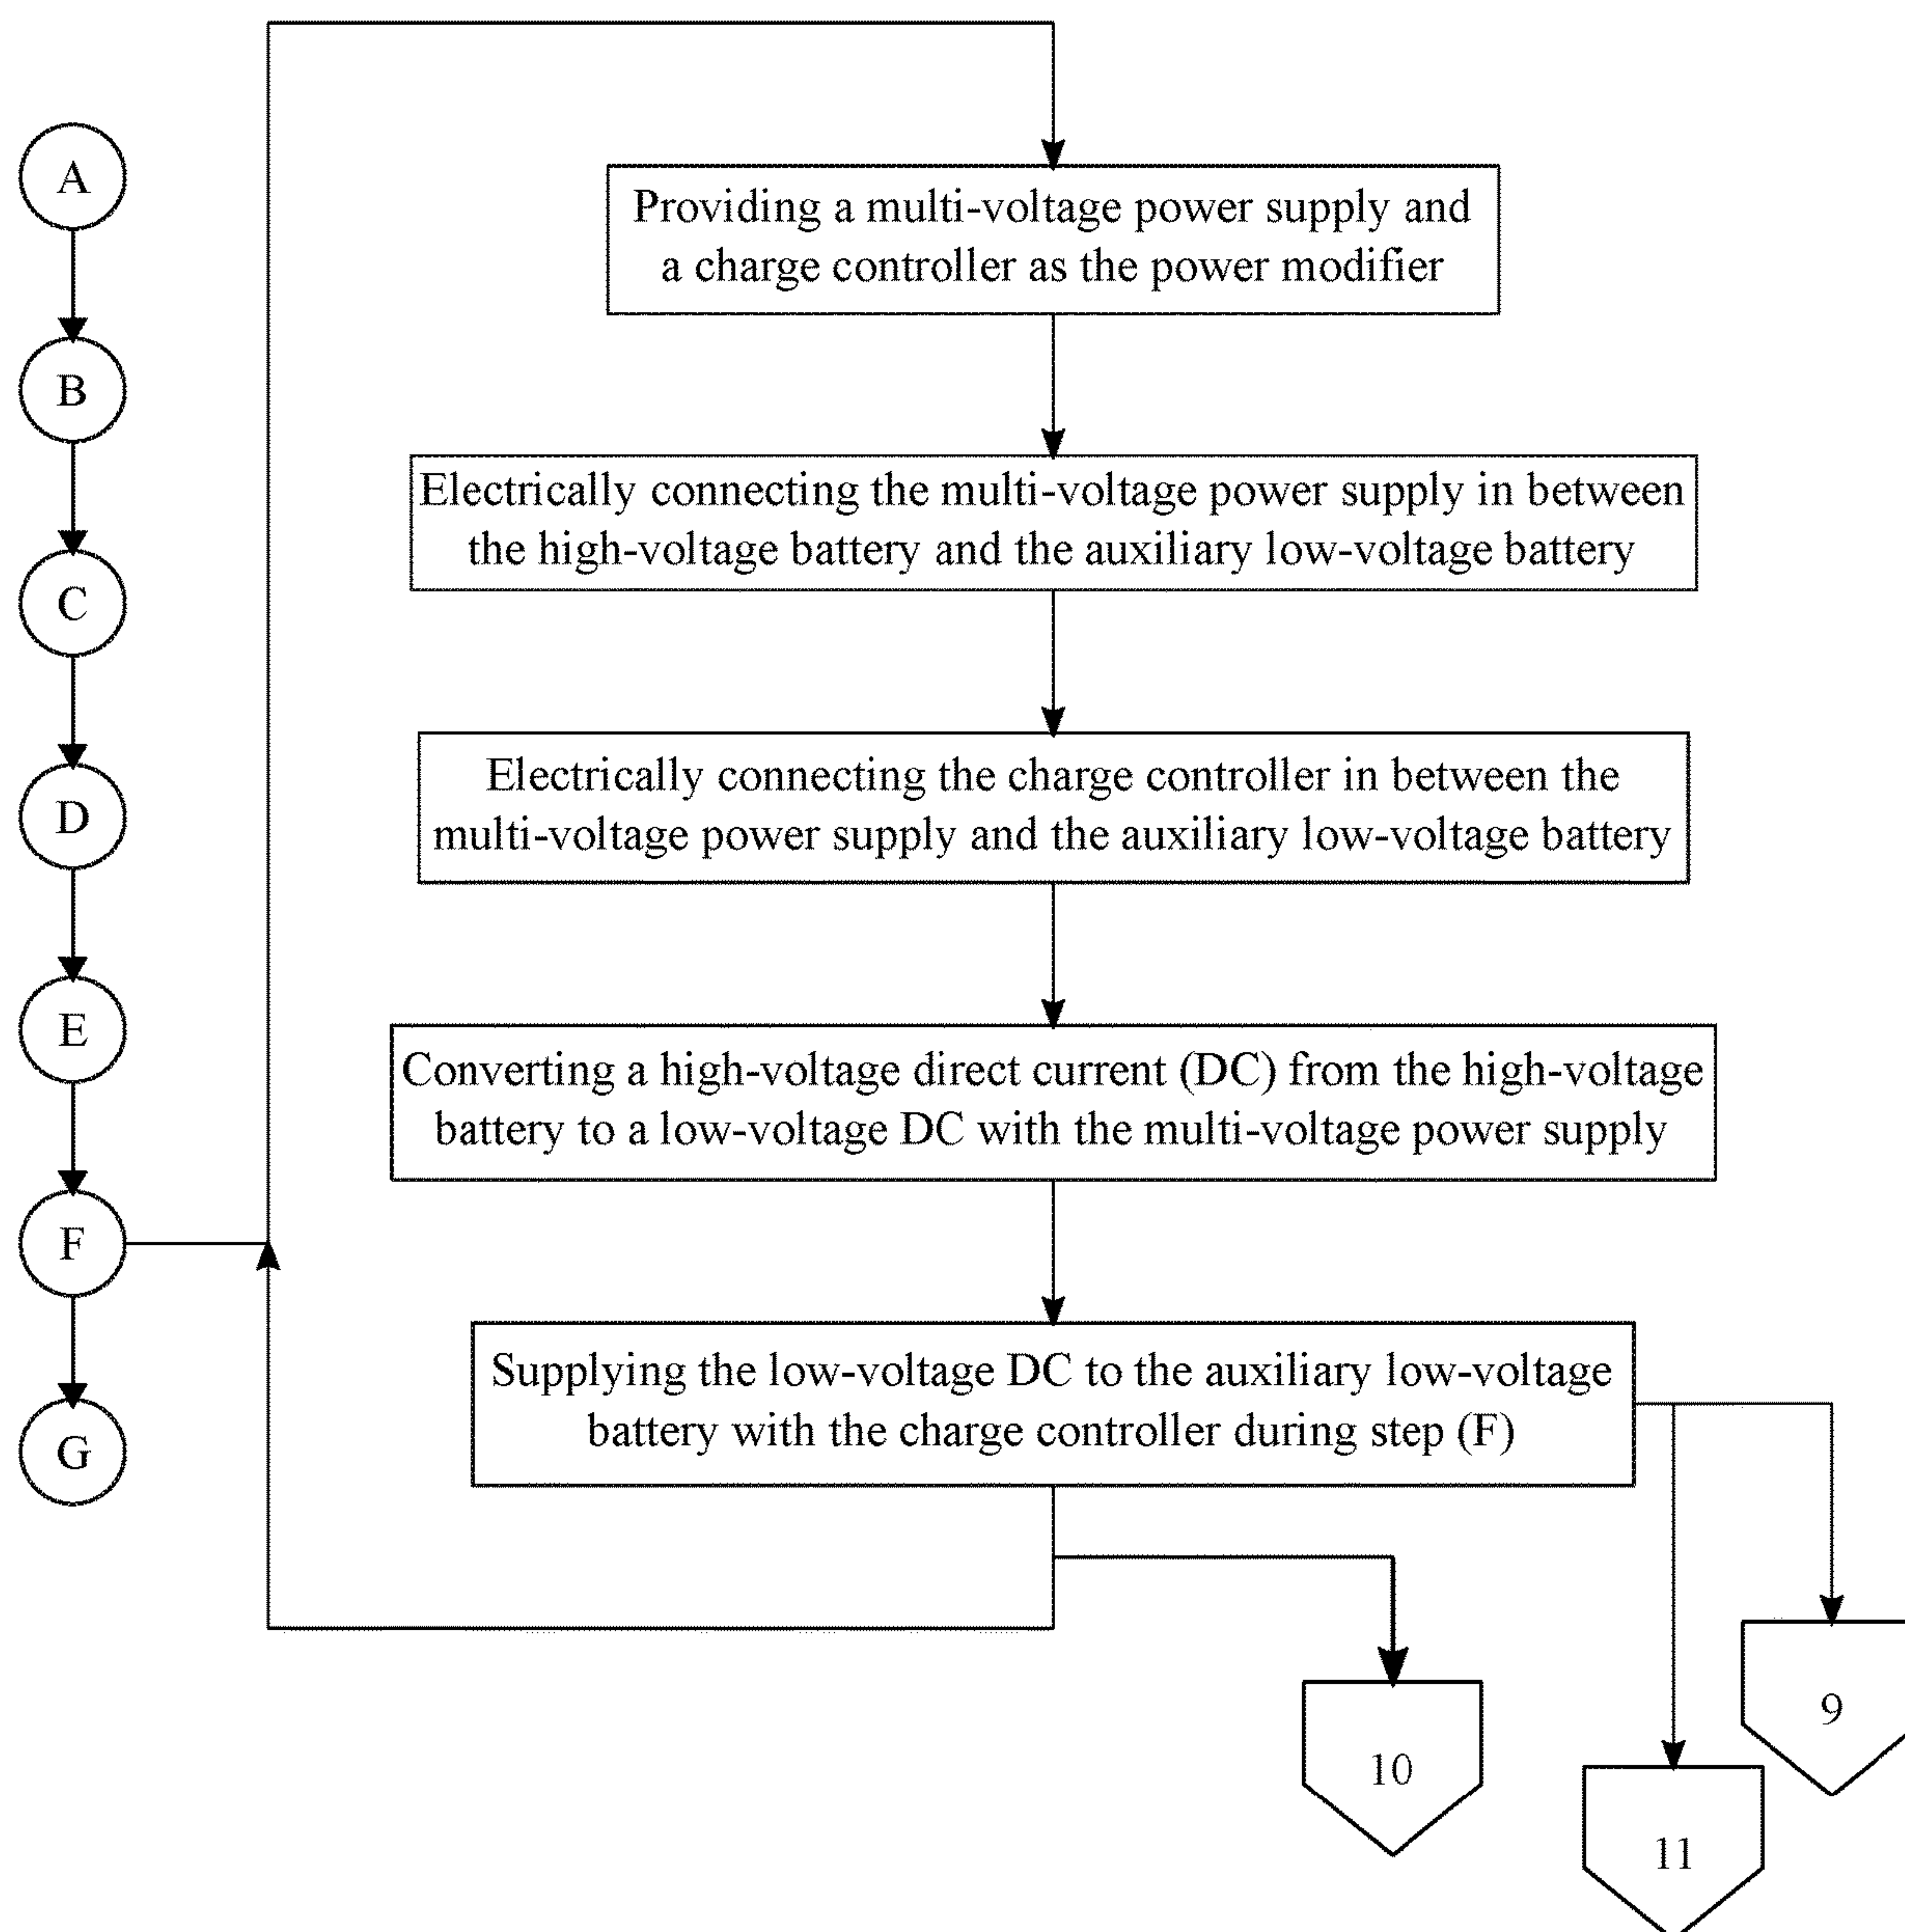 A
B
C
D
E
F
G
Providing a multi-voltage power supply and
a charge controller as the power modifier
Electrically connecting the multi-voltage power supply in between
the high-voltage battery and the auxiliary low-voltage battery
Electrically connecting the charge controller in between the
multi-voltage power supply and the auxiliary low-voltage battery
Converting a high-voltage direct current (DC) from the high-voltage
battery to a low-voltage DC with the multi-voltage power supply
Supplying the low-voltage DC to the auxiliary low-voltage
battery with the charge controller during step (F)
10
11
9